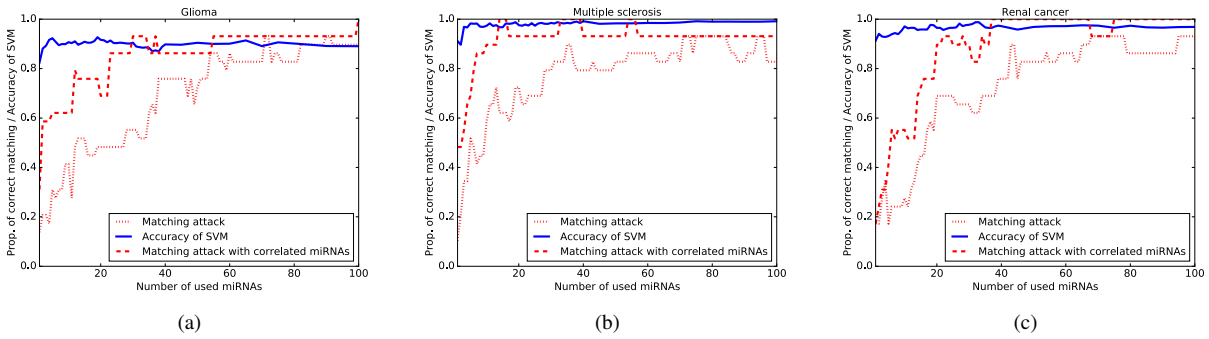 Glioma
Prop. of correct matching / Accuracy of SVM
1.0
0.8
0.6
0.4
0.2
0.0
20
40
60
80
100
Number of used miRNAs
Matching attack
Accuracy of SVM
Matching attack with correlated miRNAs
(a)
Multiple sclerosis
Prop. of correct matching / Accuracy of SVM
1.0
0.8
0.6
0.4
0.2
0.0
20
40
60
80
100
Number of used miRNAs
Matching attack
Accuracy of SVM
Matching attack with correlated miRNAs
(b)
Renal cancer
Prop. of correct matching / Accuracy of SVM
1.0
0.8
0.6
0.4
0.2
0.0
20
40
60
80
100
Number of used miRNAs
Matching attack
Accuracy of SVM
Matching attack with correlated miRNAs
(c)